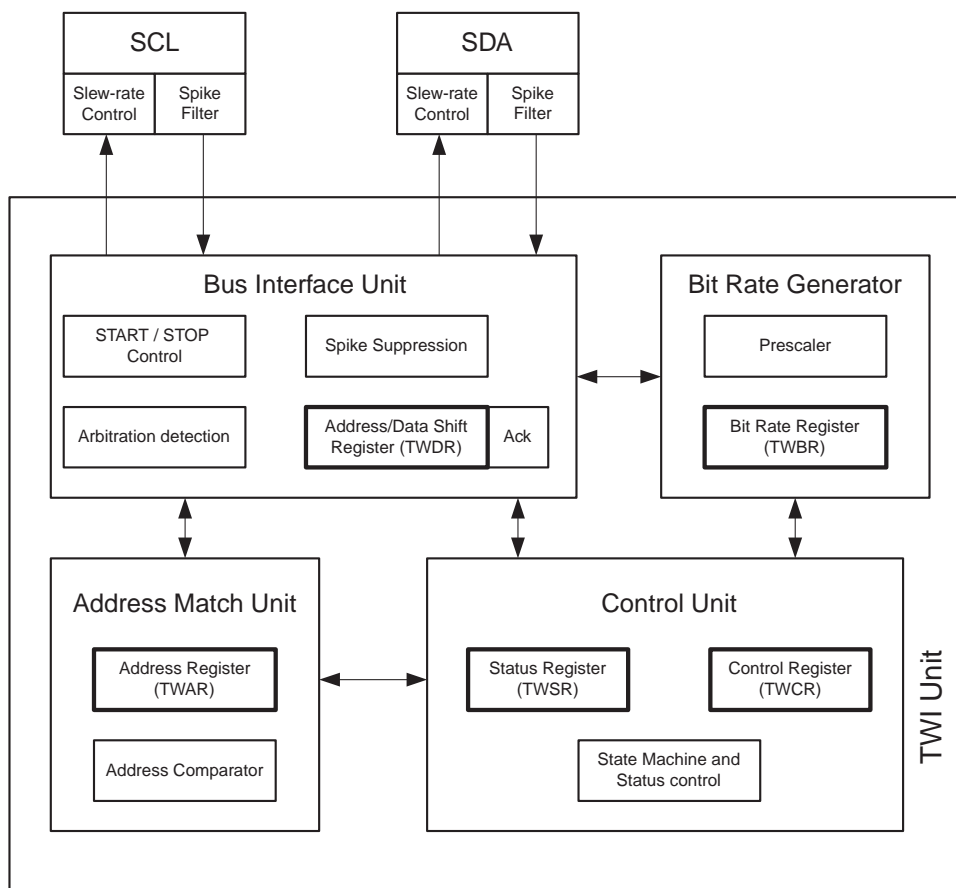 SCL
Slew-rate
Control
Spike
Filter
SDA
Slew-rate
Control
Spike
Filter
Bus Interface Unit
START / STOP
Control
Spike Suppression
Arbitration detection
Address/Data Shift
Register (TWDR)
Ack
Bit Rate Generator
Prescaler
Bit Rate Register
(TWBR)
Address Match Unit
Address Register
(TWAR)
Address Comparator
Control Unit
Status Register
(TWSR)
Control Register
(TWCR)
State Machine and
Status control
TWI Unit